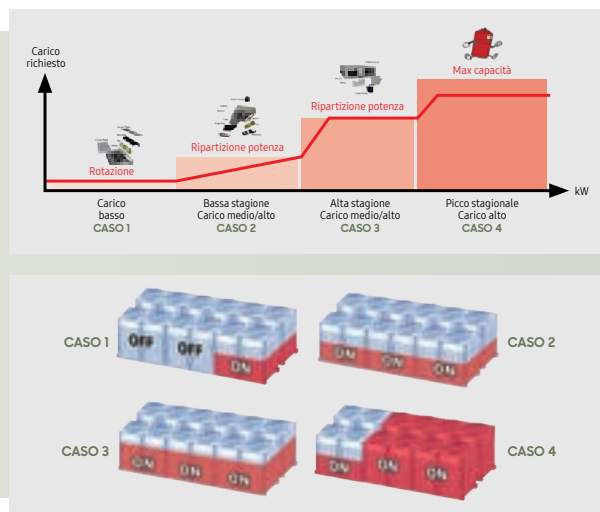 Carico
richiesto
Max capacità
Ripartizione potenza
Ripartizione potenza
Rotazione
kW
Carico
basso
CASO 1
Bassa stagione
Carico medio/alto
CASO 2
Alta stagione
Carico medio/alto
CASO 3
Picco stagionale
Carico alto
CASO 4
CASO 1
OFF
OFF
ON
ON
ON
ON
CASO 2
CASO 3
ON
ON
ON
ON
ON
ON
CASO 4